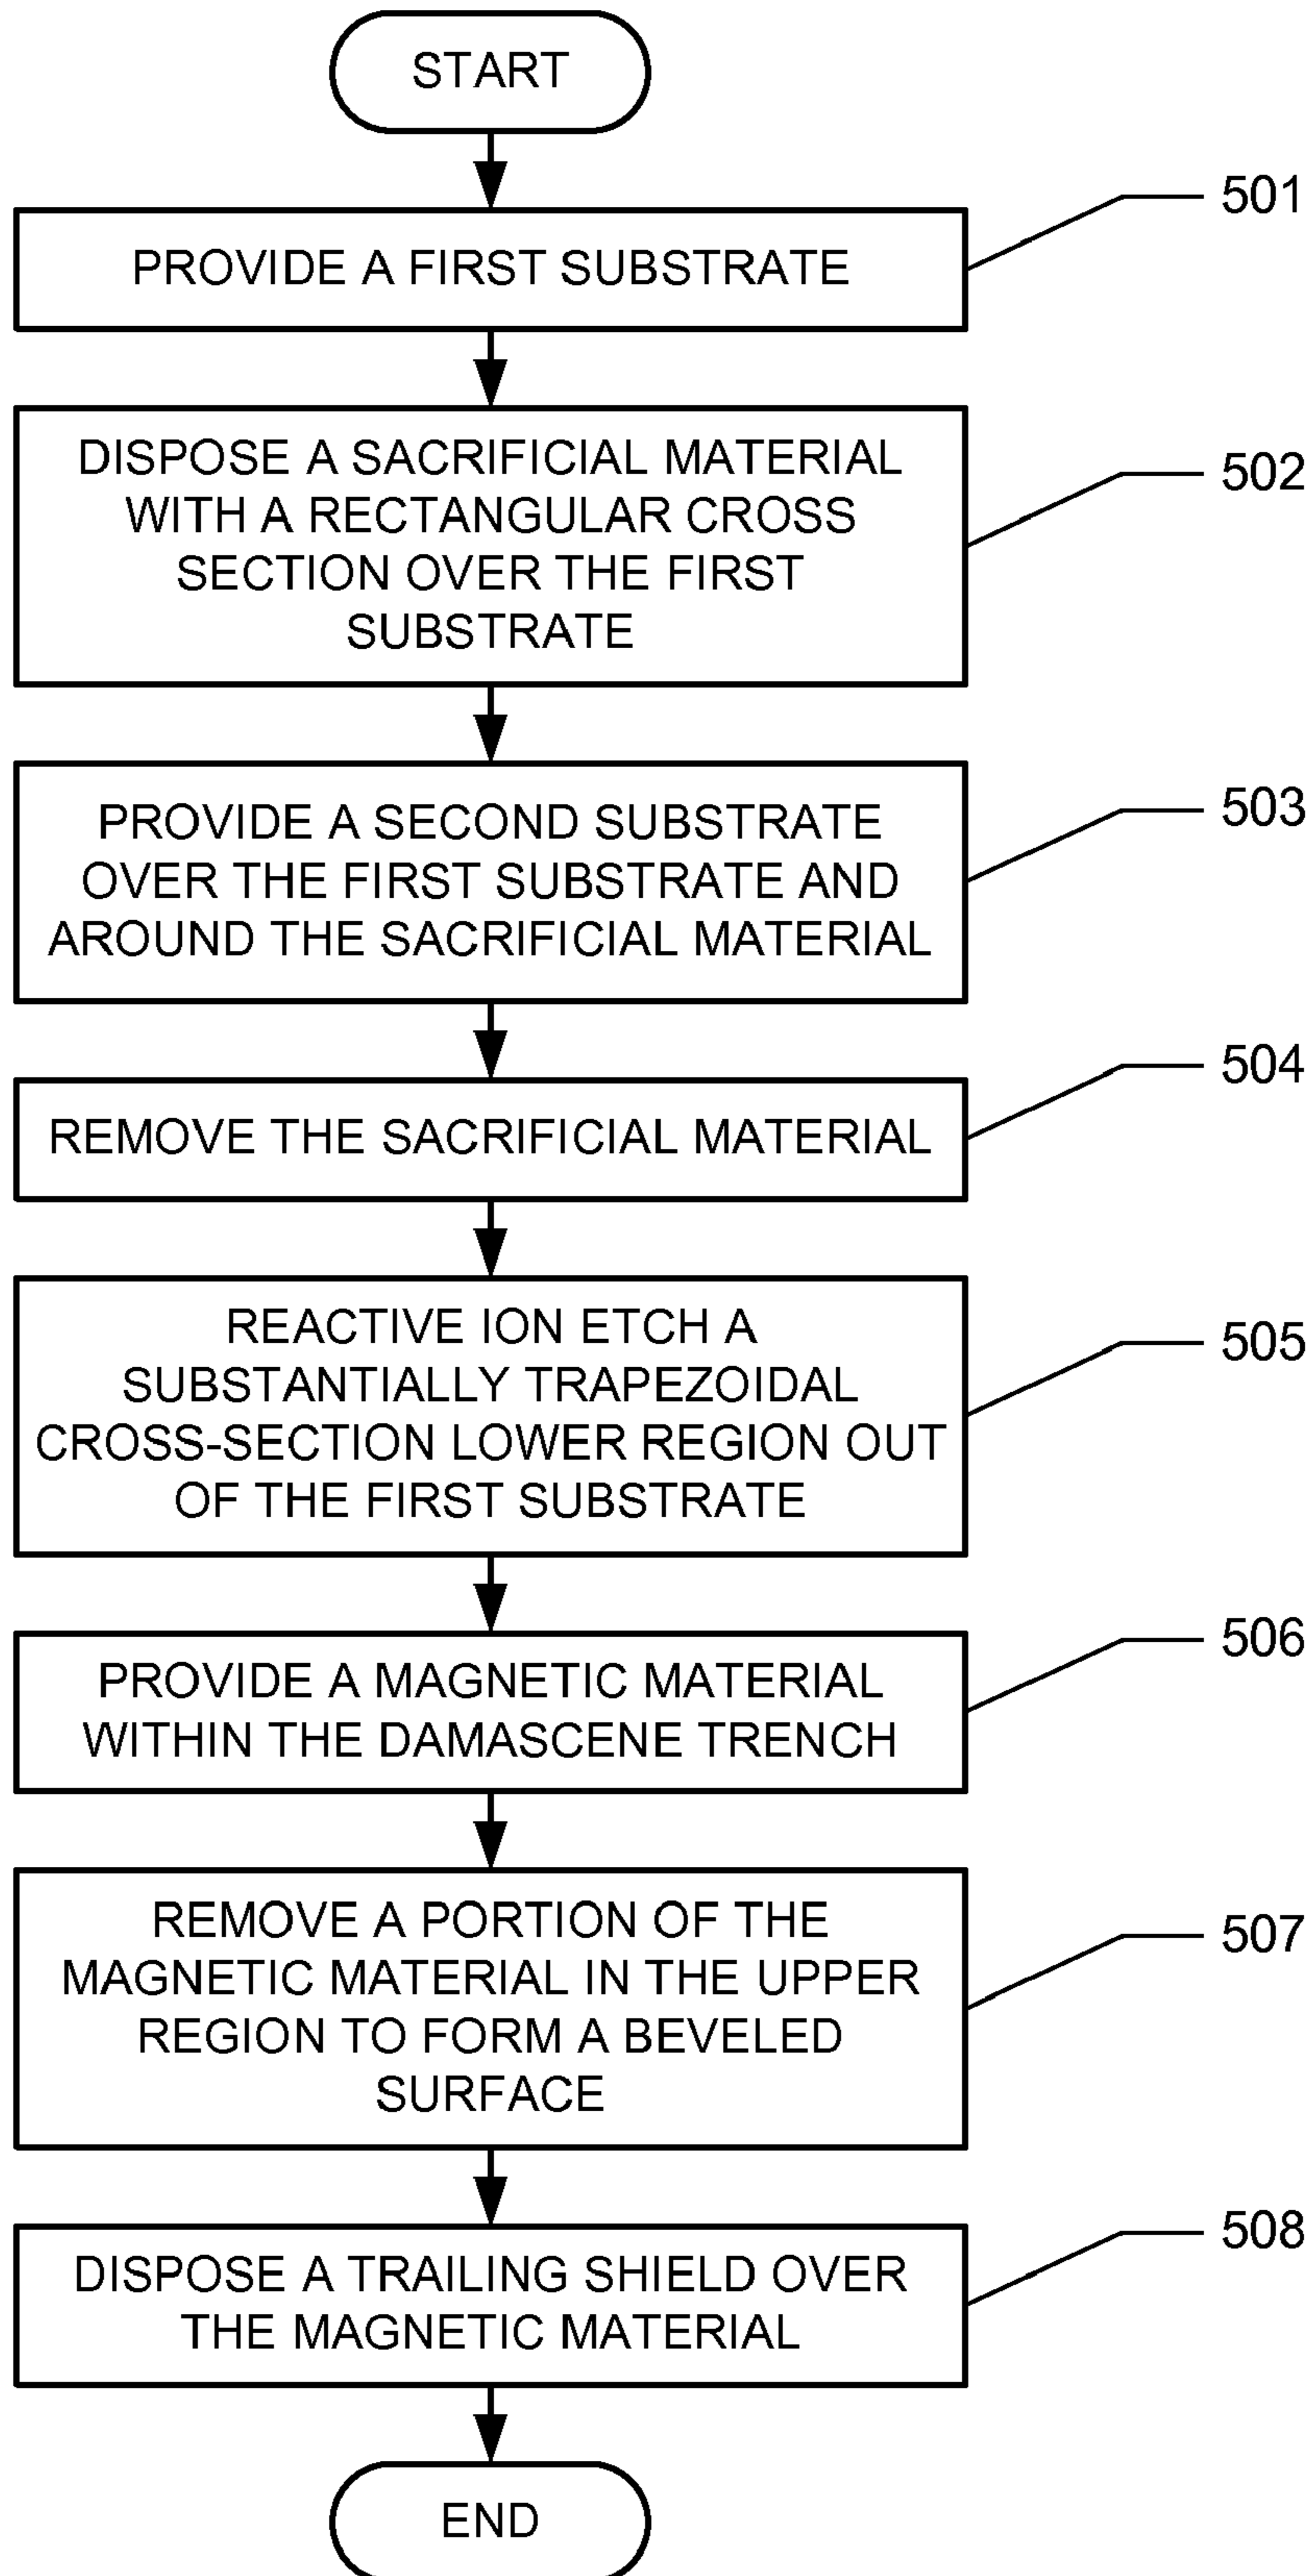 START
501
PROVIDE A FIRST SUBSTRATE
502
DISPOSE A SACRIFICIAL MATERIAL
WITH A RECTANGULAR CROSS
SECTION OVER THE FIRST
SUBSTRATE
503
PROVIDE A SECOND SUBSTRATE
OVER THE FIRST SUBSTRATE AND
AROUND THE SACRIFICIAL MATERIAL
504
REMOVE THE SACRIFICIAL MATERIAL
505
REACTIVE ION ETCH A
SUBSTANTIALLY TRAPEZOIDAL
CROSS-SECTION LOWER REGION OUT
OF THE FIRST SUBSTRATE
506
PROVIDE A MAGNETIC MATERIAL
WITHIN THE DAMASCENE TRENCH
507
REMOVE A PORTION OF THE
MAGNETIC MATERIAL IN THE UPPER
REGION TO FORM A BEVELED
SURFACE
508
DISPOSE A TRAILING SHIELD OVER
THE MAGNETIC MATERIAL
END